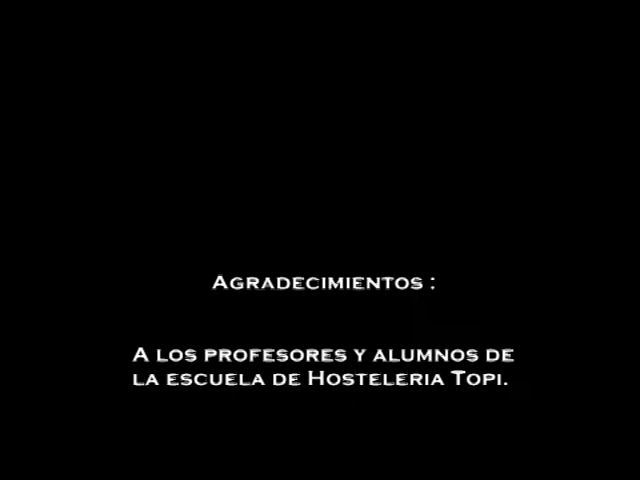 Agradecimientos :
A los profesores y alumnos de
la escuela de Hosteleria Topi.